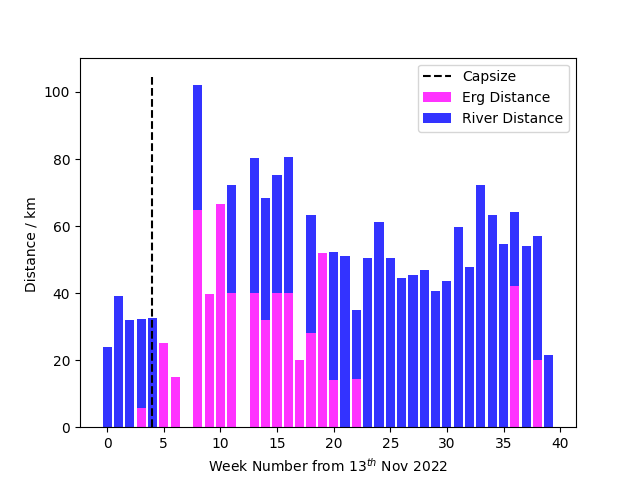 Capsize
Erg Distance
River Distance
100
80
60
40
20
0
Distance / km
0 5 10 15 20 25 30 35 40
Week Number from 13th Nov 2022